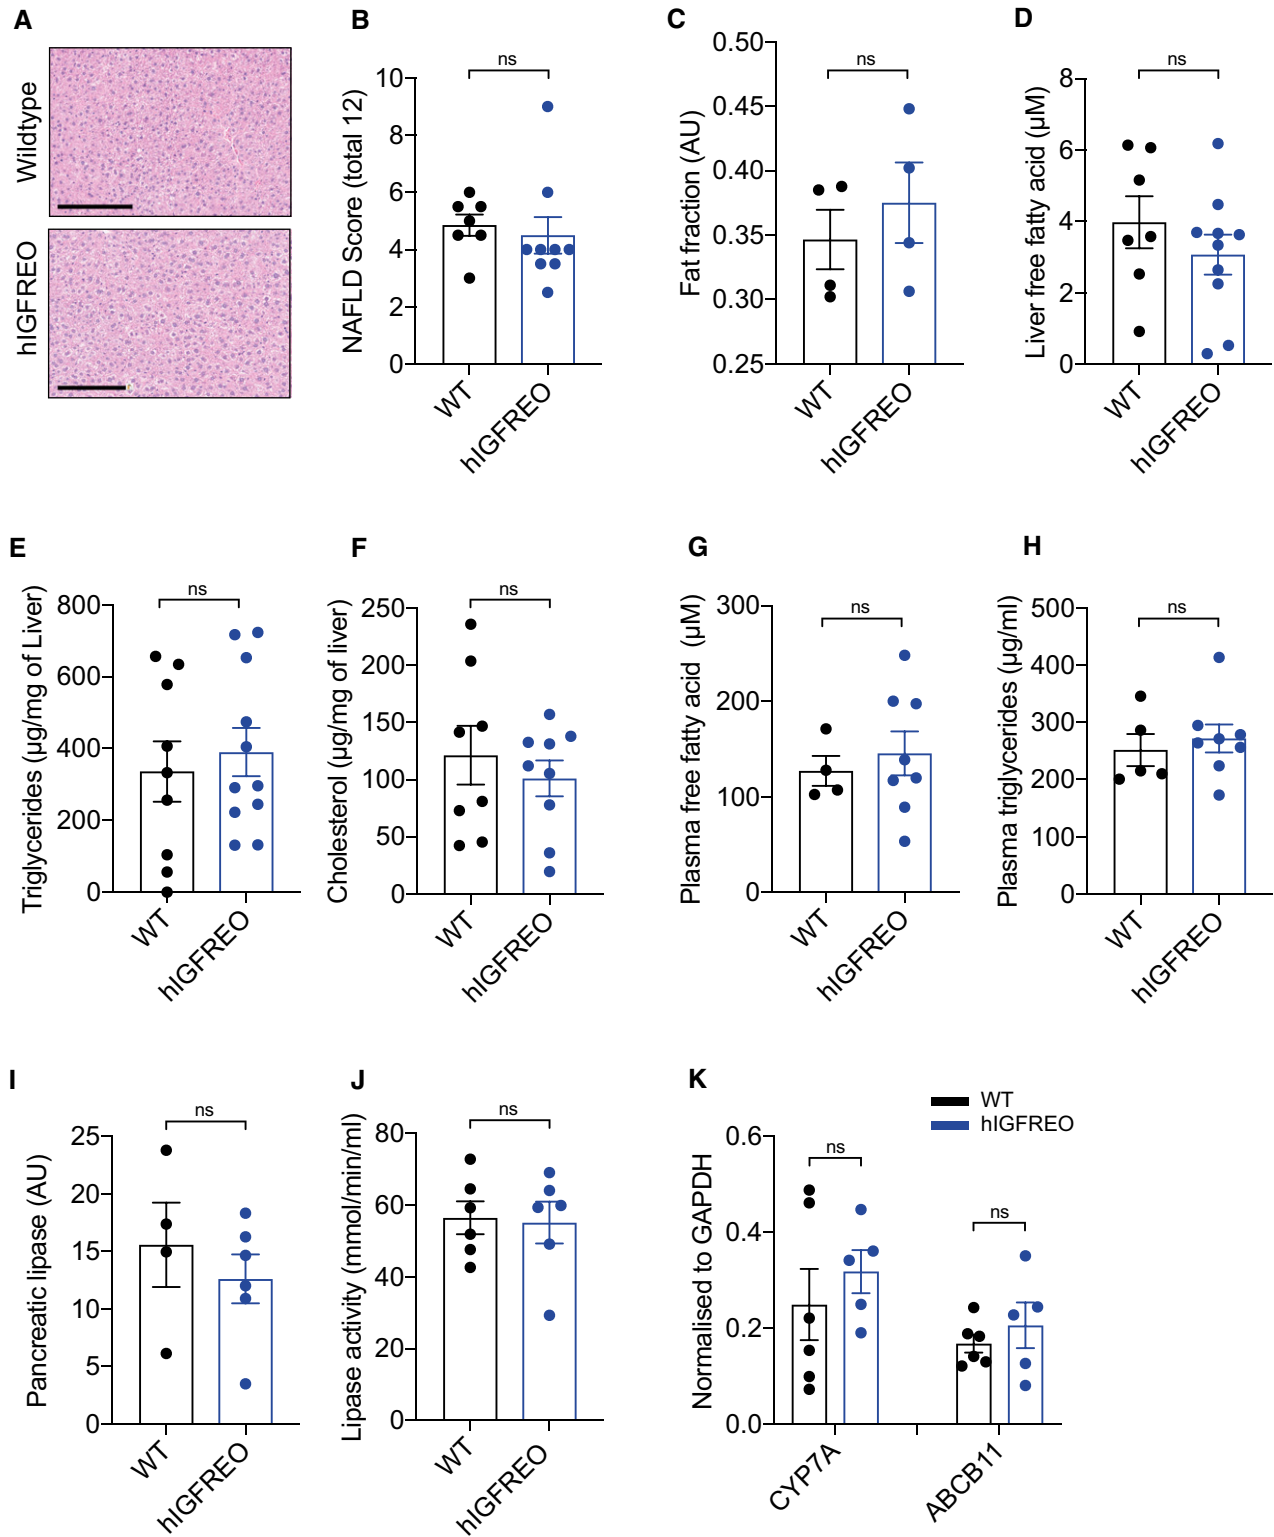 A
Wildtype
hIGFREO
B
ns
NAFLD Score (total 12)
10
8
6
4
2
0
WT
hIGFREO
C
ns
Fat fraction (AU)
0.50
0.45
0.40
0.35
0.30
0.25
WT
hIGFREO
D
ns
Liver free fatty acid (µM)
8
6
4
2
0
WT
hIGFREO
E
ns
Triglycerides (µg/mg of Liver)
800
600
400
200
0
WT
hIGFREO
F
ns
Cholesterol (µg/mg of liver)
250
200
150
100
50
0
WT
hIGFREO
G
ns
Plasma free fatty acid (µM)
300
200
100
0
WT
hIGFREO
H
ns
Plasma triglycerides (µg/ml)
500
400
300
200
100
0
WT
hIGFREO
I
ns
Pancreatic lipase (AU)
25
20
15
10
5
0
WT
hIGFREO
J
ns
Lipase activity (mmol/min/ml)
80
60
40
20
0
WT
hIGFREO
K
WT
hIGFREO
ns
ns
Normalised to GAPDH
0.6
0.4
0.2
0.0
CYP7A
ABCB11